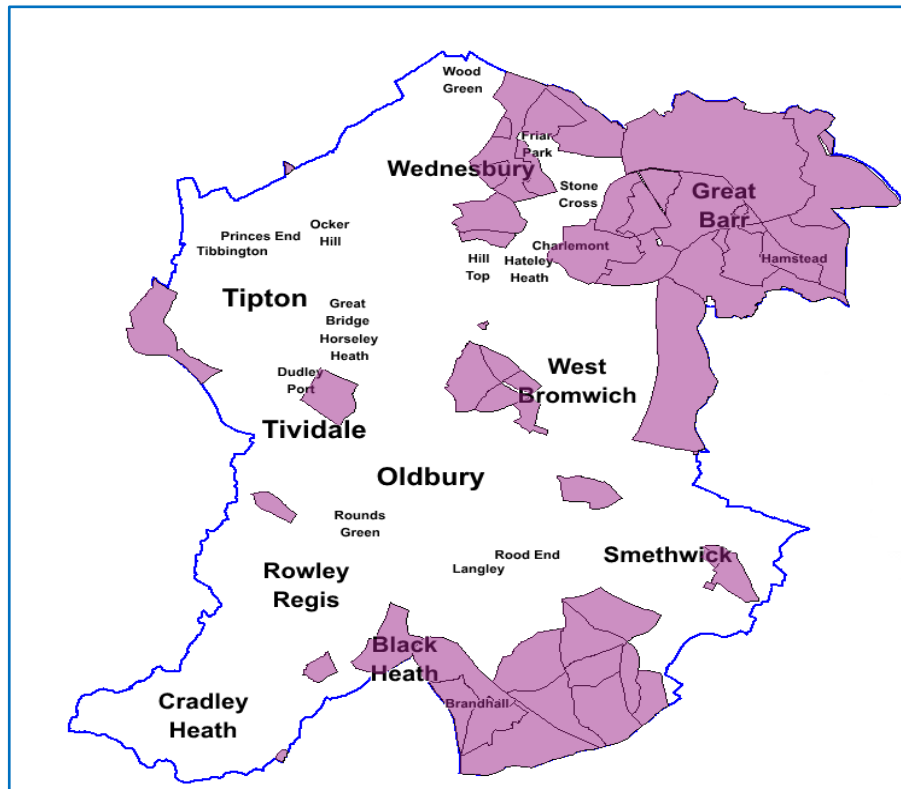 Wood
Green
Friar
Park
Wednesbury
Stone
Cross
Great
Barr
Ocker
Hill
Princes End
Tibbington
Charlemont
Hill
Top
Hateley
Heath
Hamstead
Tipton
Great
Bridge
Horseley
Heath
Dudley
Port
West
Bromwich
Tividale
Oldbury
Rounds
Green
Rood End
Langley
Smethwick
Rowley
Regis
Black
Heath
Cradley
Heath
Brandhall